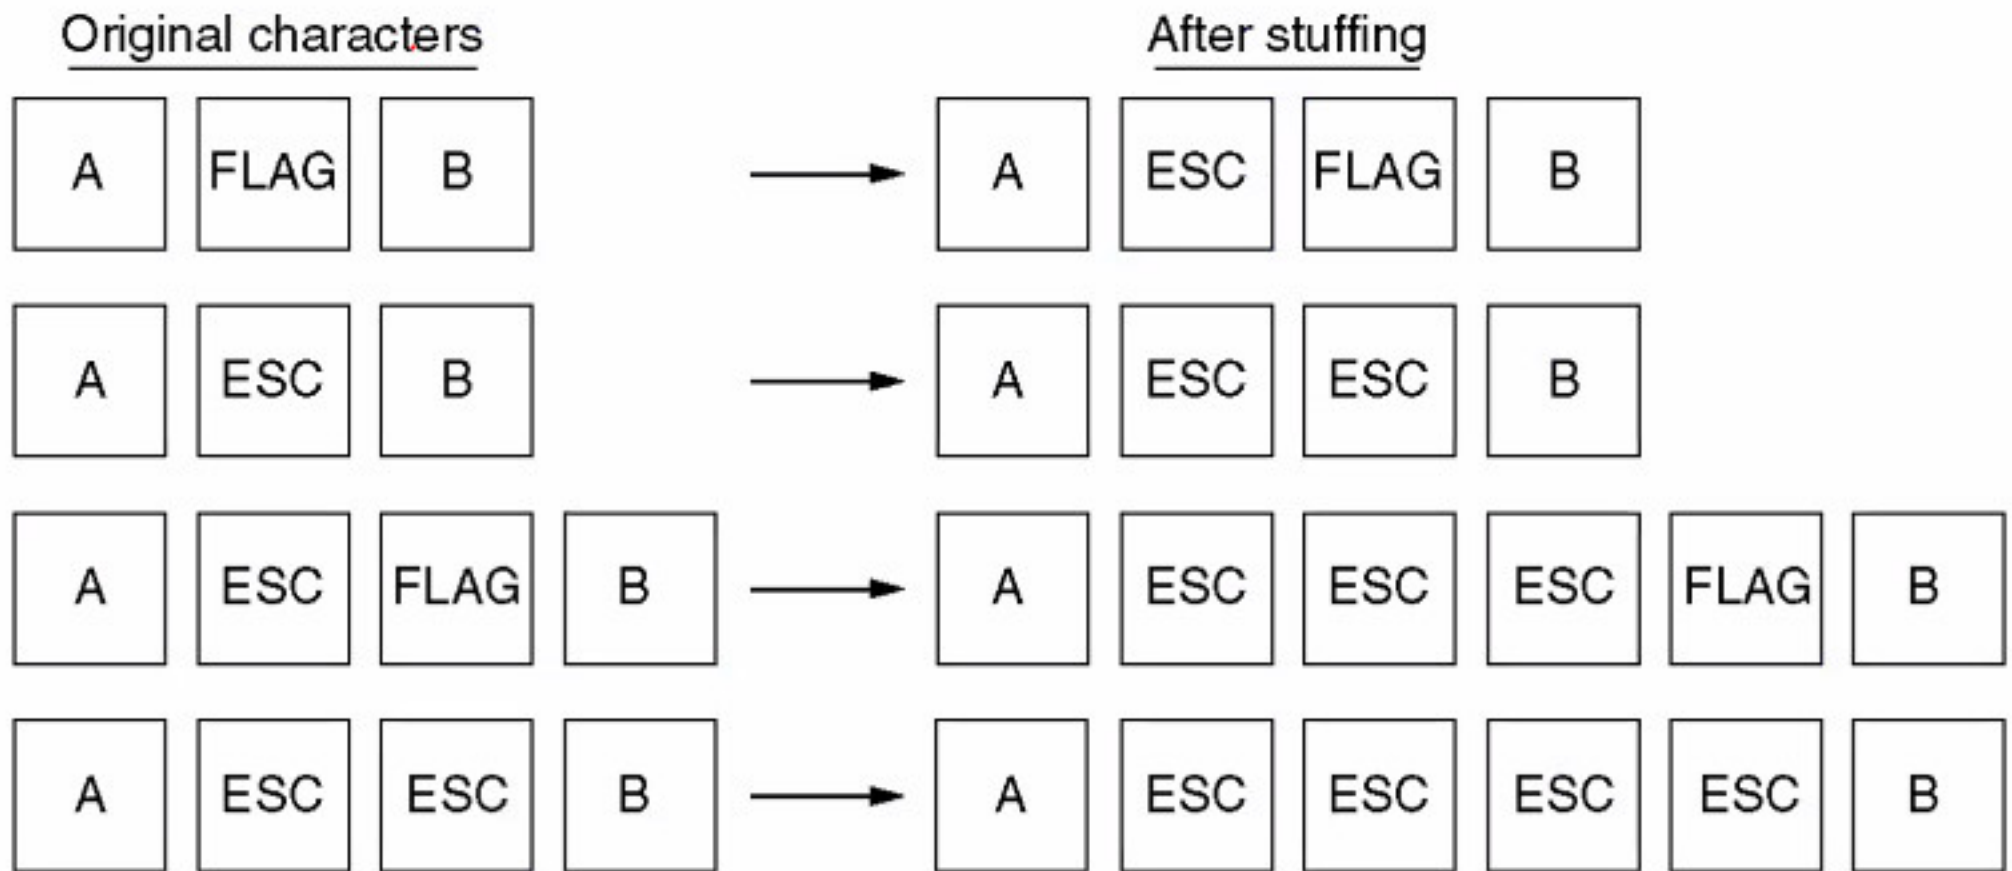 Original characters After stuffing
A FLAG B A ESC FLAG B
A ESC B A ESC ESC B
A ESC FLAG B A ESC ESC ESC FLAG B
A ESC ESC B A ESC ESC ESC ESC B